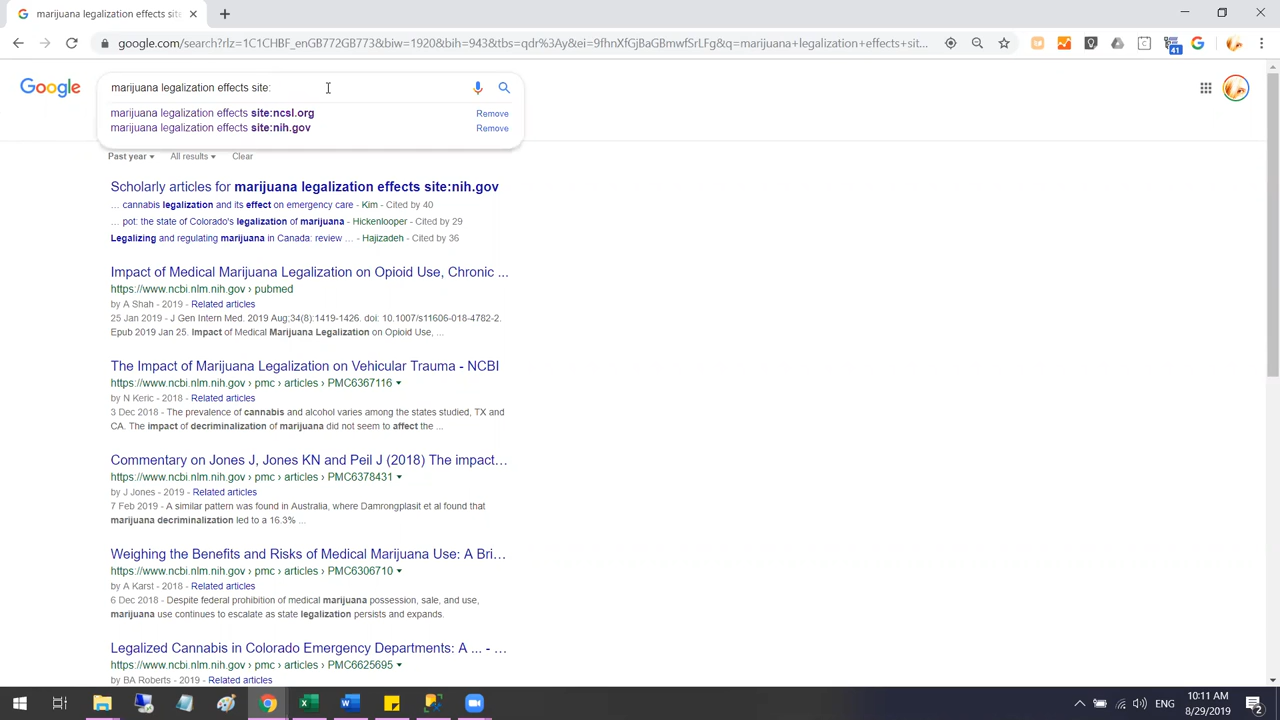 marijuana legalization effects sit
google.com/search?rlz=1C1CHBF_enGB772GB773&biw=1920&bih=943&tbs=qdr%3Ay&ei=9fhnXfGjBaGBmwfSrLFg&q=marijuana+legalization+effects+sit...
41
Google
marijuana legalization effects site:
marijuana legalization effects site:ncsl.org Remove
marijuana legalization effects site:nih.gov Remove
Past year All results Clear
Scholarly articles for marijuana legalization effects site:nih.gov
... cannabis legalization and its effect on emergency care - Kim - Cited by 40
... pot: the state of Colorado's legalization of marijuana - Hickenlooper - Cited by 29
Legalizing and regulating marijuana in Canada: review ... - Hajizadeh - Cited by 36
Impact of Medical Marijuana Legalization on Opioid Use, Chronic ...
https://www.ncbi.nlm.nih.gov › pubmed
by A Shah - 2019 - Related articles
25 Jan 2019 - J Gen Intern Med. 2019 Aug;34(8):1419-1426. doi: 10.1007/s11606-018-4782-2.
Epub 2019 Jan 25. Impact of Medical Marijuana Legalization on Opioid Use, ...
The Impact of Marijuana Legalization on Vehicular Trauma - NCBI
https://www.ncbi.nlm.nih.gov › pmc › articles › PMC6367116
by N Keric - 2018 - Related articles
3 Dec 2018 - The prevalence of cannabis and alcohol varies among the states studied, TX and
CA. The impact of decriminalization of marijuana did not seem to affect the ...
Commentary on Jones J, Jones KN and Peil J (2018) The impact...
https://www.ncbi.nlm.nih.gov › pmc › articles › PMC6378431
by J Jones - 2019 - Related articles
7 Feb 2019 - A similar pattern was found in Australia, where Damrongplasit et al found that
marijuana decriminalization led to a 16.3% ...
Weighing the Benefits and Risks of Medical Marijuana Use: A Bri...
https://www.ncbi.nlm.nih.gov › pmc › articles › PMC6306710
by A Karst - 2018 - Related articles
6 Dec 2018 - Despite federal prohibition of medical marijuana possession, sale, and use,
marijuana use continues to escalate as state legalization persists and expands.
Legalized Cannabis in Colorado Emergency Departments: A ... - ...
https://www.ncbi.nlm.nih.gov › pmc › articles › PMC6625695
by BA Roberts - 2019 - Related articles
ENG
10:11 AM
8/29/2019
2